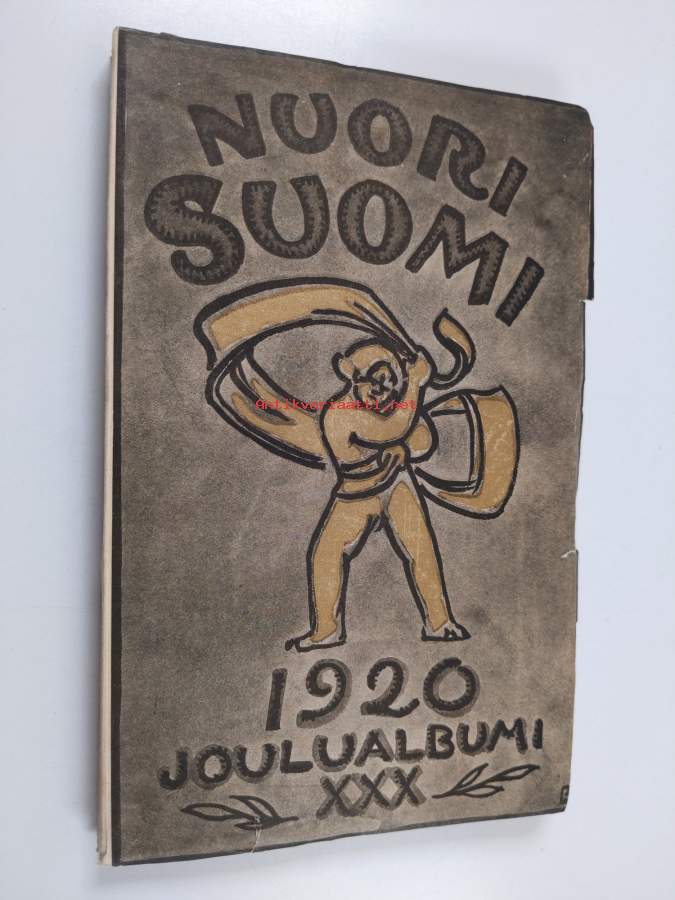 NUORI
SUOMI
Antikvariaatti.net
1920
JOULUALBUMI
XXX